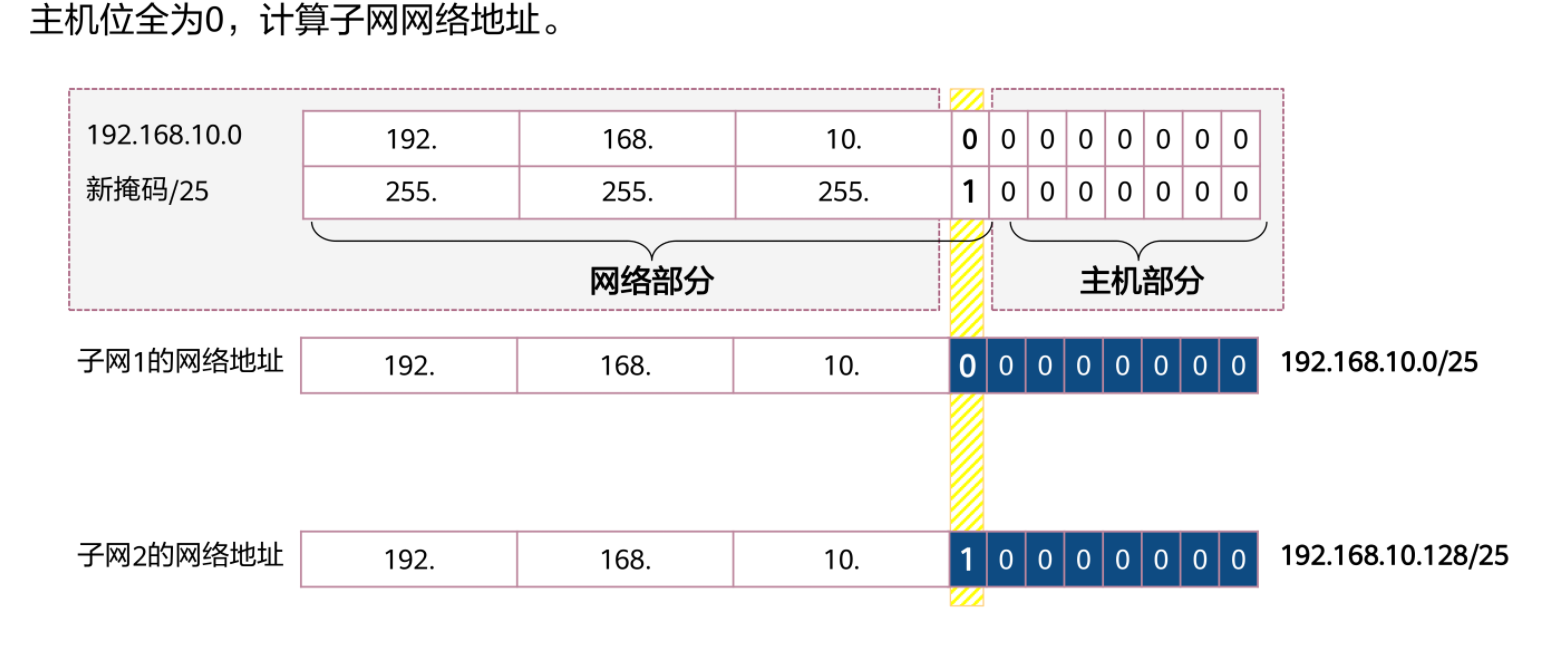 主机位全为0，计算子网网络地址。
192.168.10.0 192. 168. 10. 0 0 0 0 0 0 0 0
新掩码/25 255. 255. 255. 1 0 0 0 0 0 0 0
网络部分 主机部分
子网1的网络地址 192. 168. 10. 0 0 0 0 0 0 0 0 192.168.10.0/25
子网2的网络地址 192. 168. 10. 1 0 0 0 0 0 0 0 192.168.10.128/25